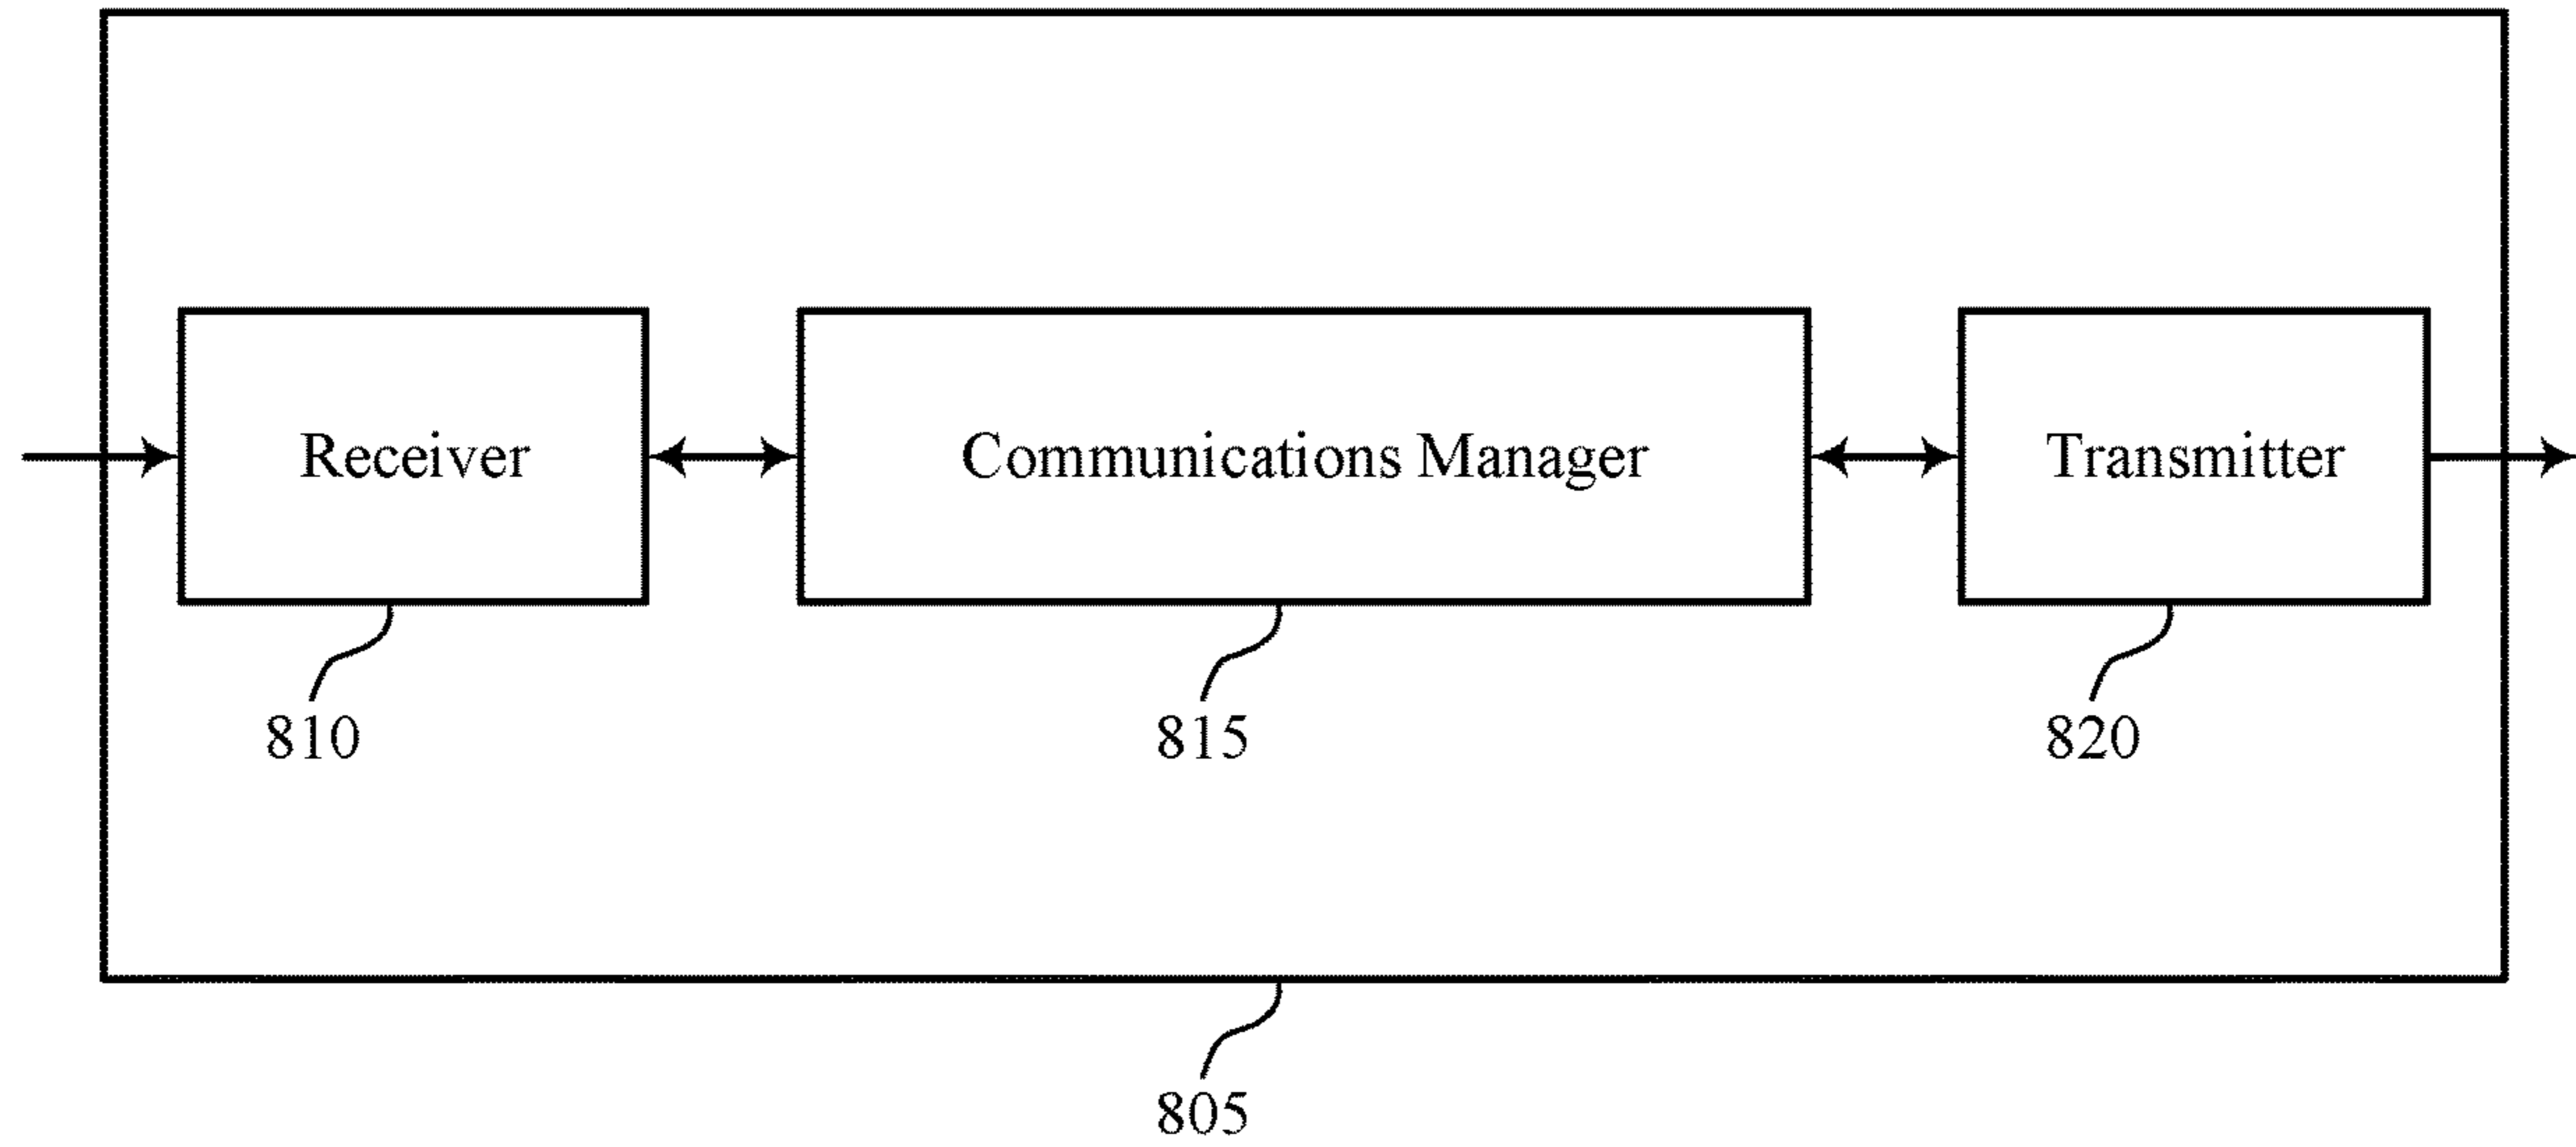 Receiver
Communications Manager
Transmitter
810
815
820
805